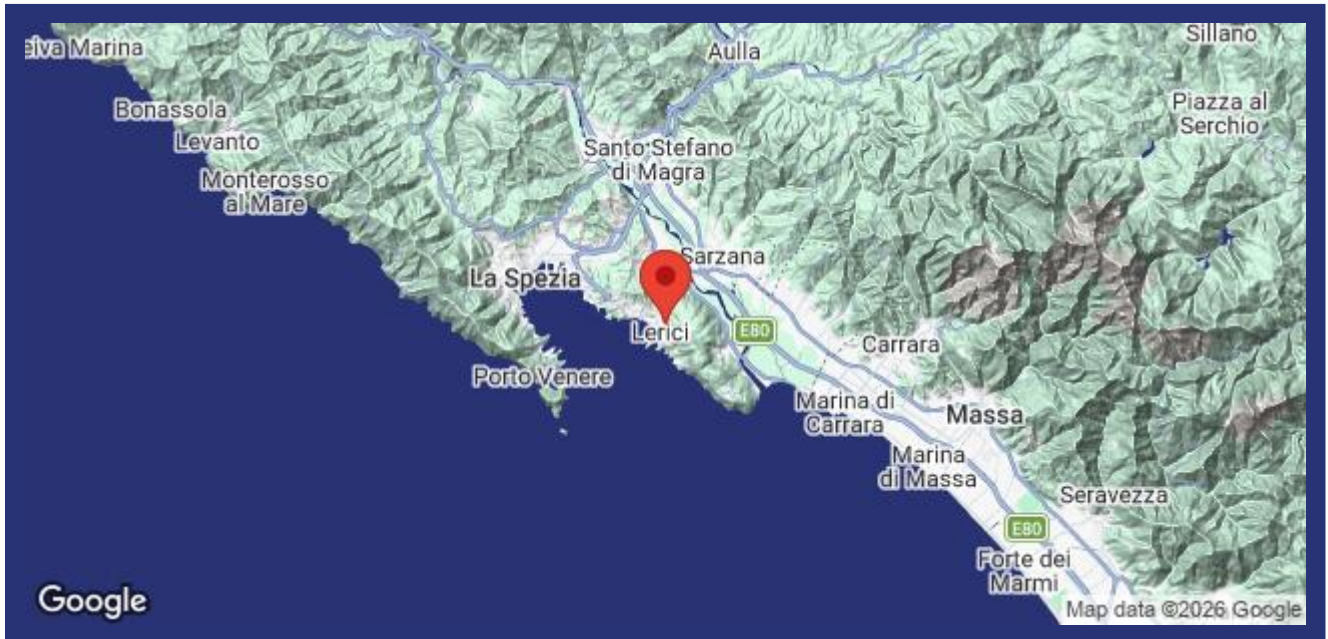 eiva Marina
Sillano
Aulla
Bonassola
Piazza al
Serchio
Levanto
Santo Stefano
di Magra
Monterosso
al Mare
Sarzana
La Spezia
Lerici
E80
Carrara
Porto Venere
Marina di
Carrara
Massa
Marina
di Massa
Seravezza
E80
Forte dei
Marmi
Google
Map data ©2026 Google